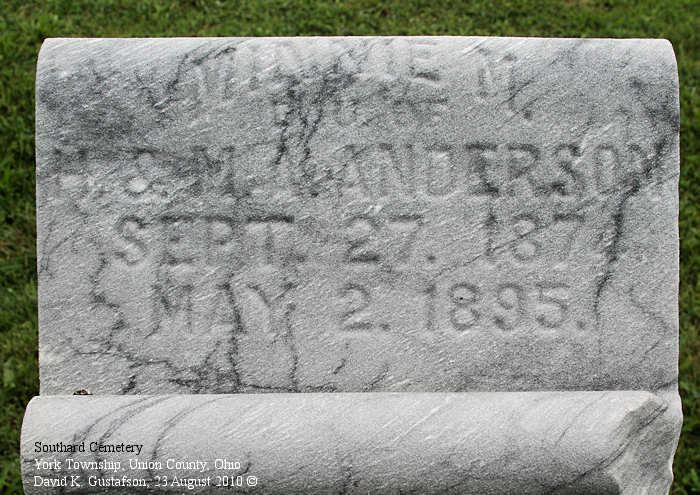 MINNIE M.
DAU. OF
H. & M. ANDERSON
SEPT. 27. 187
MAY 2. 1895.
Southard Cemetery
York Township, Union County, Ohio
David K. Gustafson, 23 August 2010 ©